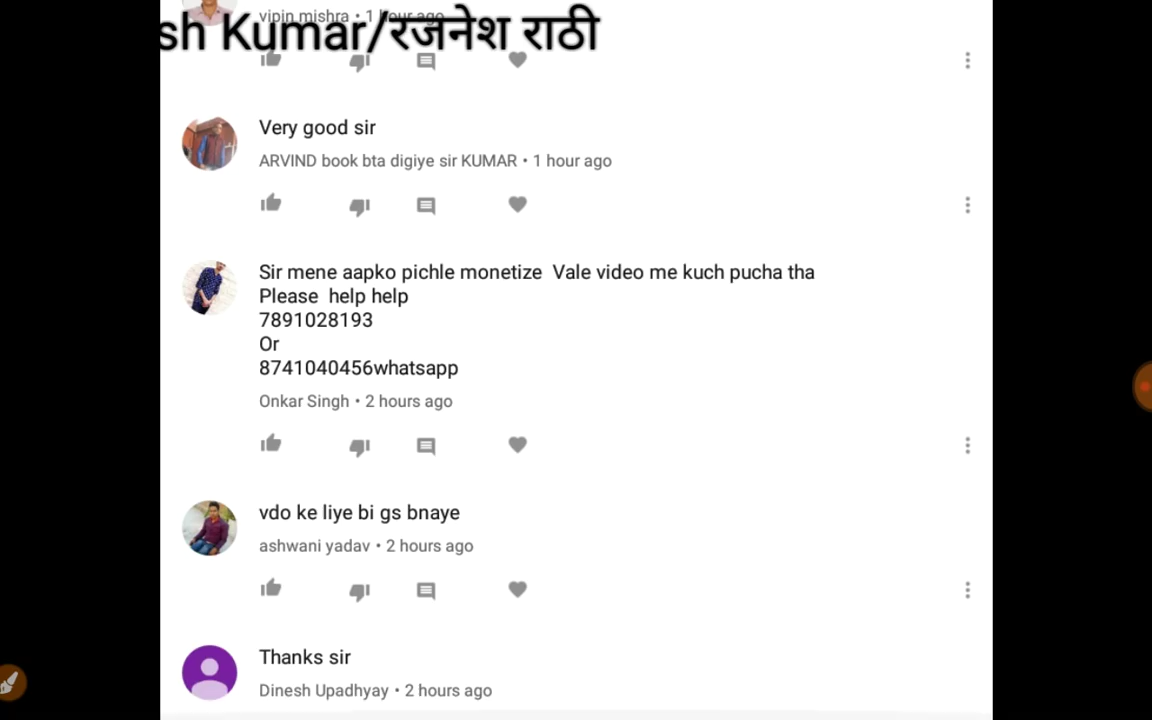 vipin mishra • 1 hour ago
sh Kumar/रजनेश राठी
Very good sir
ARVIND book bta digiye sir KUMAR • 1 hour ago
Sir mene aapko pichle monetize  Vale video me kuch pucha tha
Please  help help
7891028193
Or
8741040456whatsapp
Onkar Singh • 2 hours ago
vdo ke liye bi gs bnaye
ashwani yadav • 2 hours ago
Thanks sir
Dinesh Upadhyay • 2 hours ago